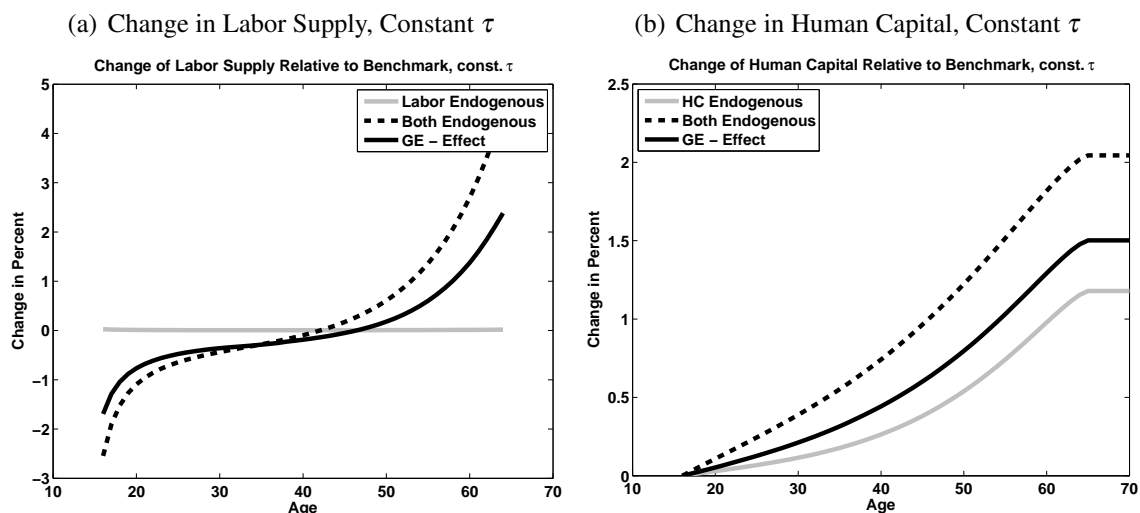 (a) Change in Labor Supply, Constant τ
Change of Labor Supply Relative to Benchmark, const. τ
5
4
3
2
1
0
−1
−2
−3
Change in Percent
Labor Endogenous
Both Endogenous
GE − Effect
10 20 30 40 50 60 70
Age
(b) Change in Human Capital, Constant τ
Change of Human Capital Relative to Benchmark, const. τ
2.5
2
1.5
1
0.5
0
Change in Percent
HC Endogenous
Both Endogenous
GE − Effect
10 20 30 40 50 60 70
Age